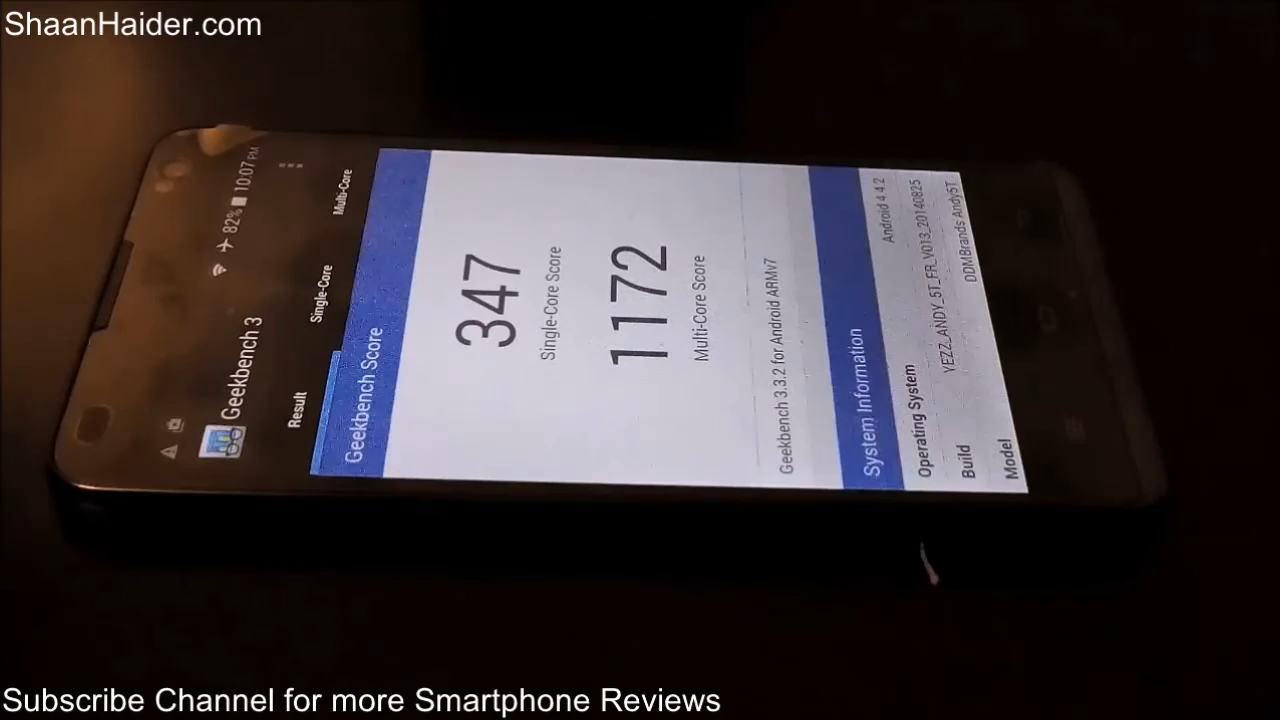 ShaanHaider.com
82% 10:07 PM
Geekbench 3
Result Single-Core Multi-Core
Geekbench Score
347
Single-Core Score
1172
Multi-Core Score
Geekbench 3.3.2 for Android ARMv7
System Information
Operating System Android 4.4.2
Build YEZZ_ANDY_5T_FR_V013_20140825
Model DDMBrands Andy5T
Subscribe Channel for more Smartphone Reviews